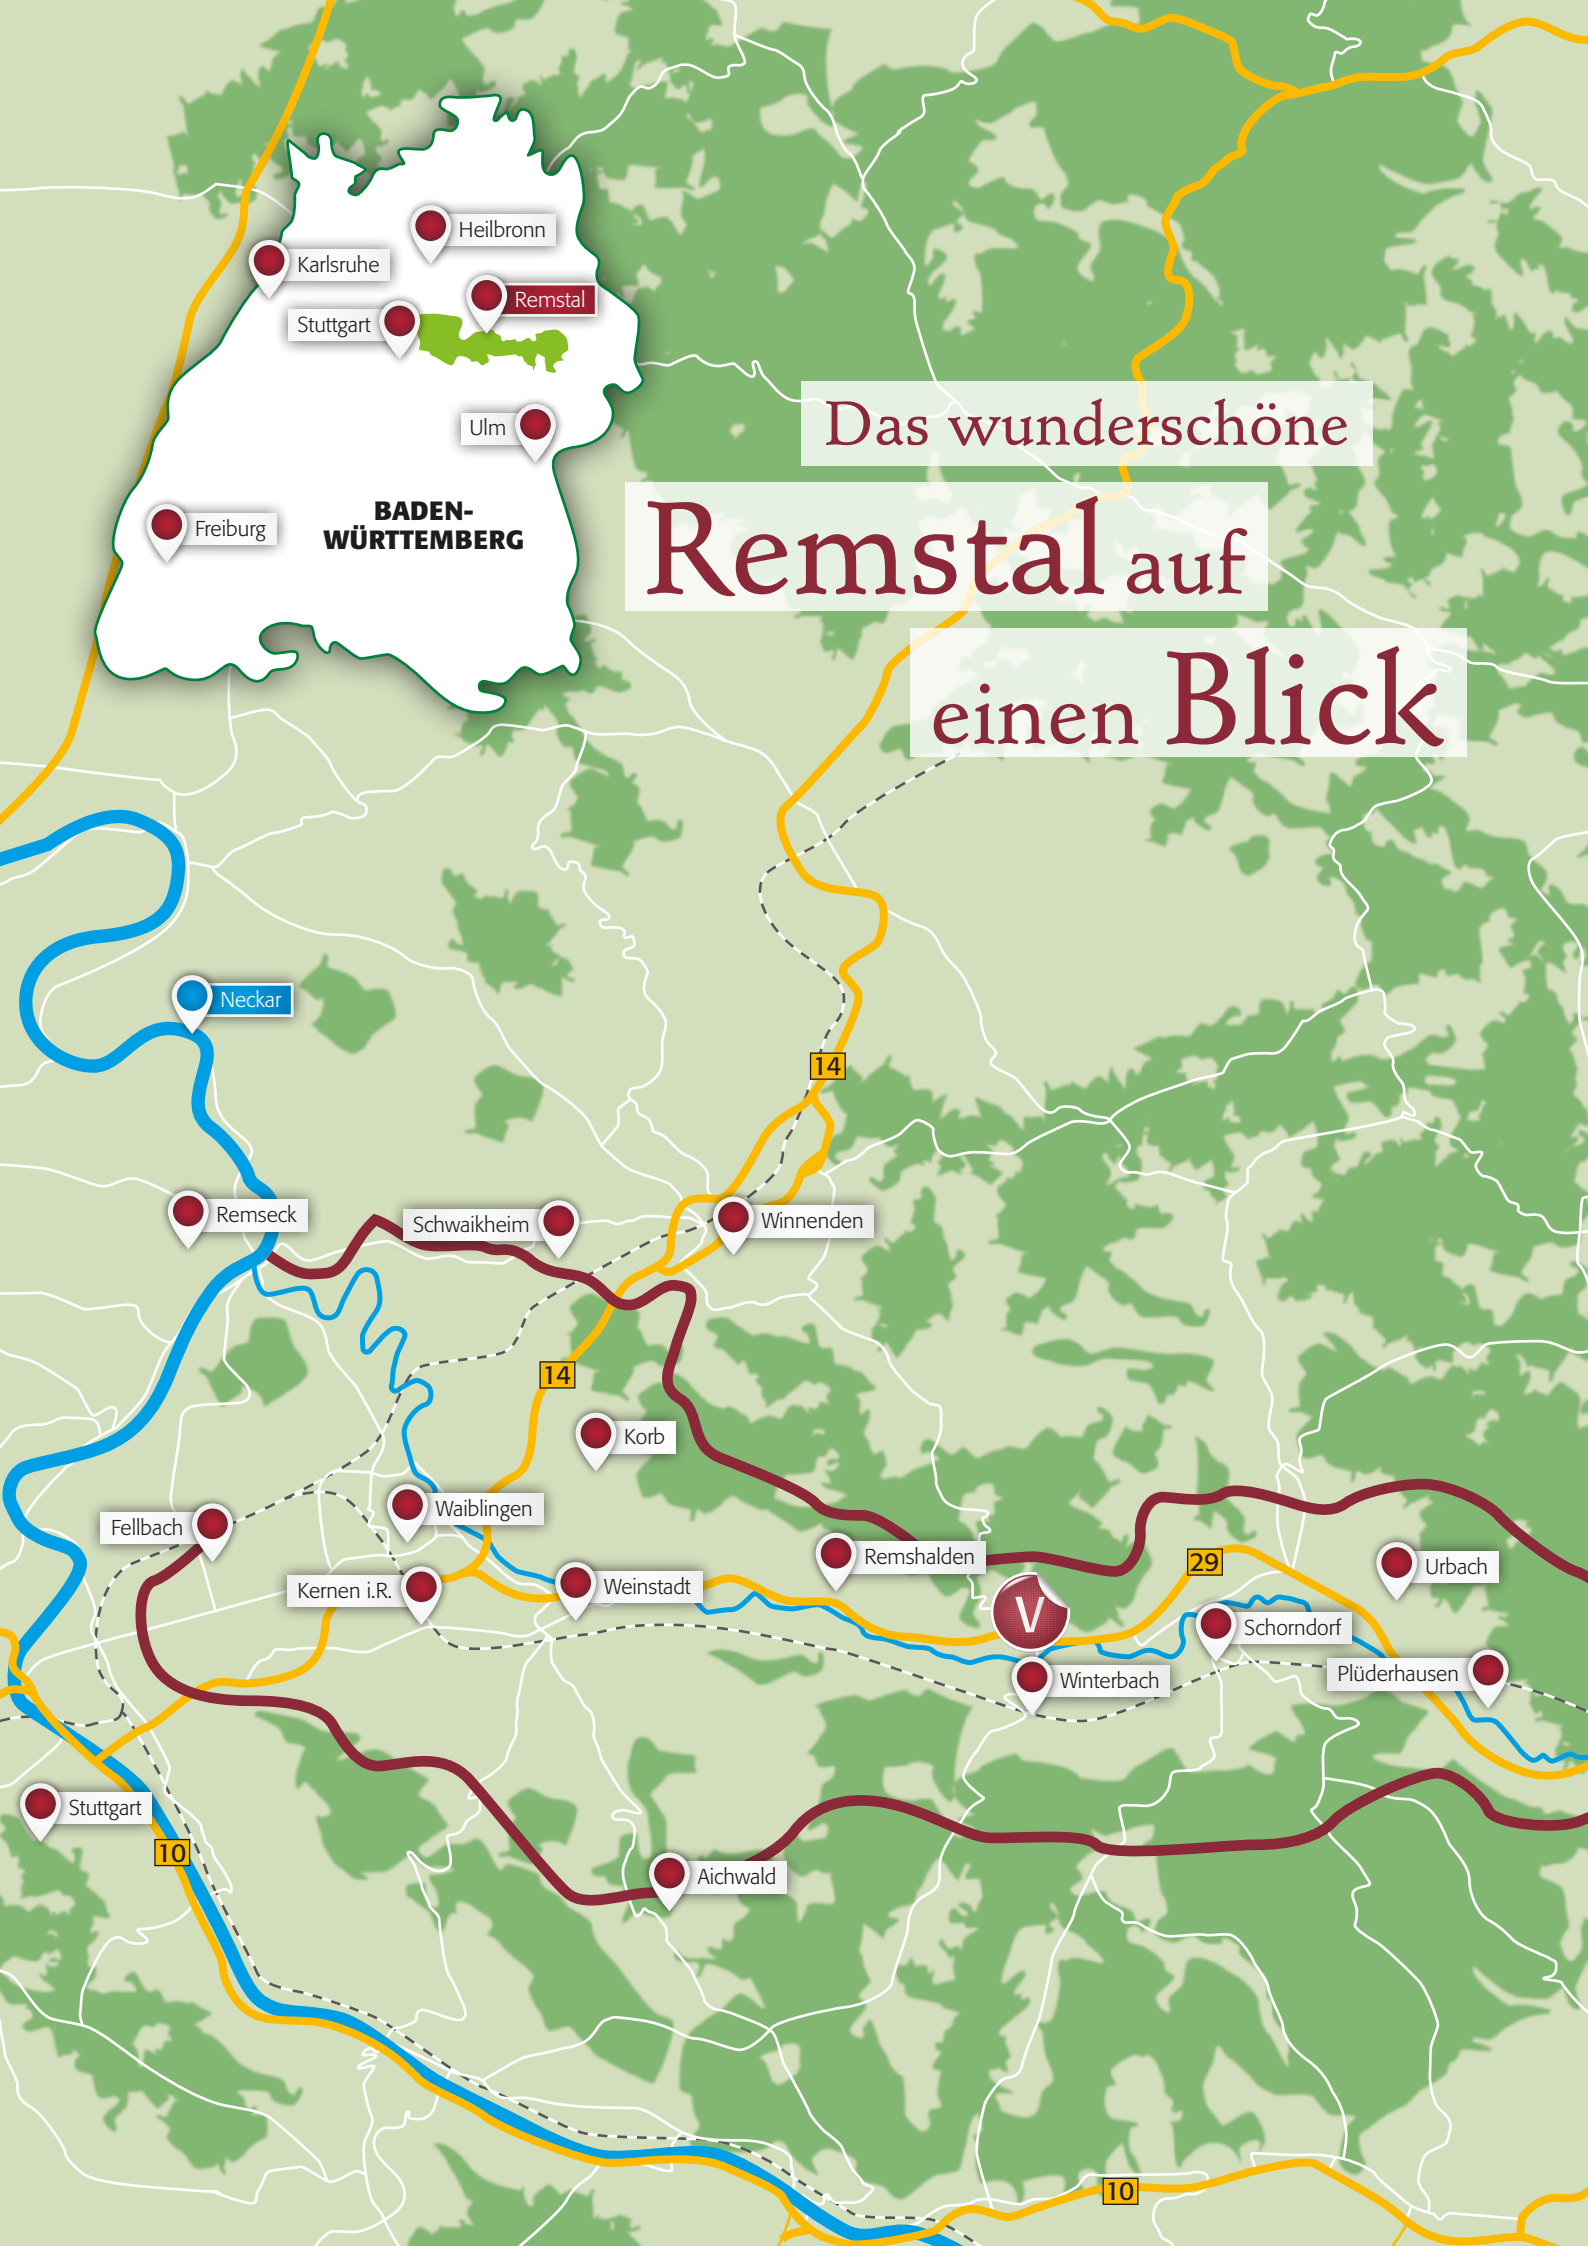 Heilbronn
Karlsruhe
Remstal
Stuttgart
Ulm
BADEN-
WÜRTTEMBERG
Freiburg
Das wunderschöne
Remstal auf
einen Blick
Neckar
14
Remseck
Schwaikheim
Winnenden
14
Korb
Waiblingen
Fellbach
Remshalden
29
Urbach
Kernen i.R.
Weinstadt
V
Schorndorf
Plüderhausen
Winterbach
Stuttgart
10
Aichwald
10